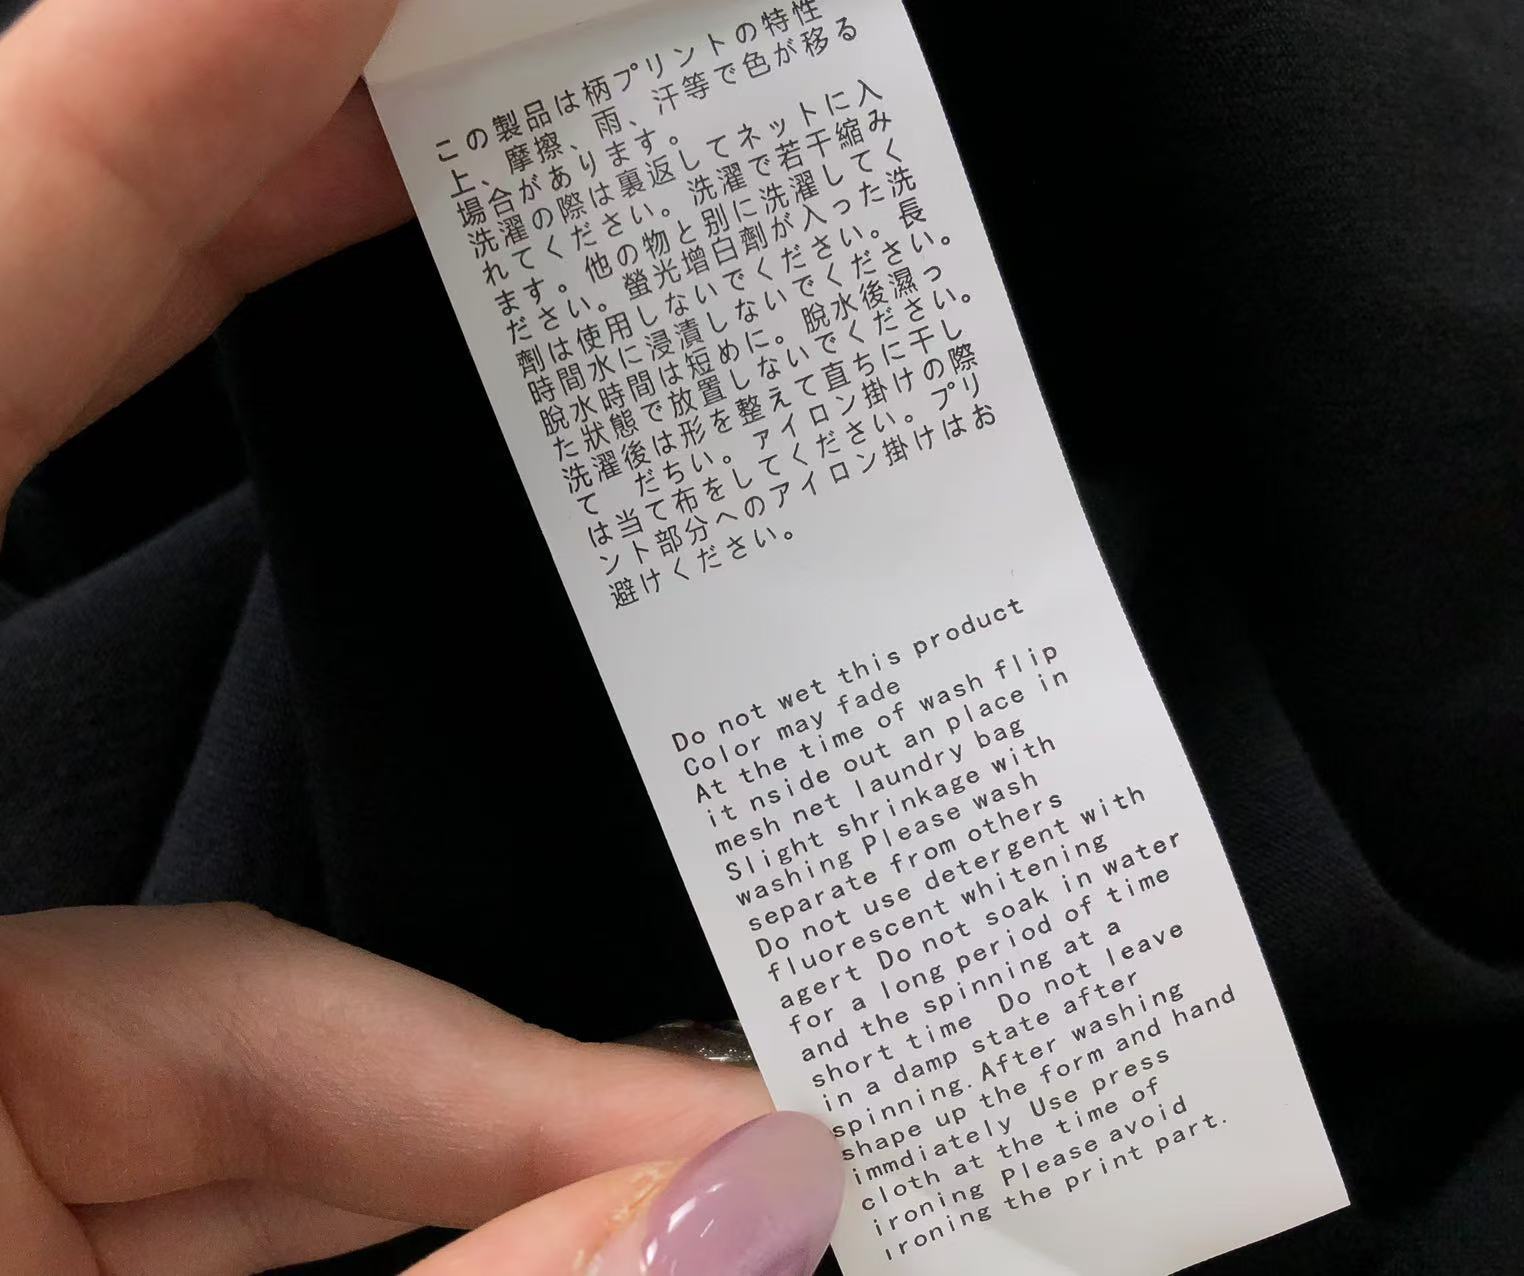 この製品は柄プリントの特性
上、摩擦、雨、汗等で色が移る
場合があります。
洗濯の際は裏返してネットに入
れてください。洗濯で若干縮み
ます。他の物と別に洗濯してく
ださい。螢光增白劑が入った洗
劑は使用しないでください。長
時間水に浸漬しないでください。
脫水時間は短めに。脫水後濕っ
た狀態では放置しないでください。
洗濯後は形を整えて直ちに干し
てだちい。ァイロン掛けの際
は当て布をしてください。プリ
ント部分へのアイロン掛けはお
避けください。
Do not wet this product
Color may fade
At the time of wash flip
it nside out an place in
mesh net laundry bag
Slight shrinkage with
washing Please wash
separate from others
Do not use detergent with
fluorescent whitening
agert Do not soak in water
for a long period of time
and the spinning at a
short time Do not leave
in a damp state after
spinning. After washing
shape up the form and hand
immdiately Use press
cloth at the time of
ironing Please avoid
ironing the print part.